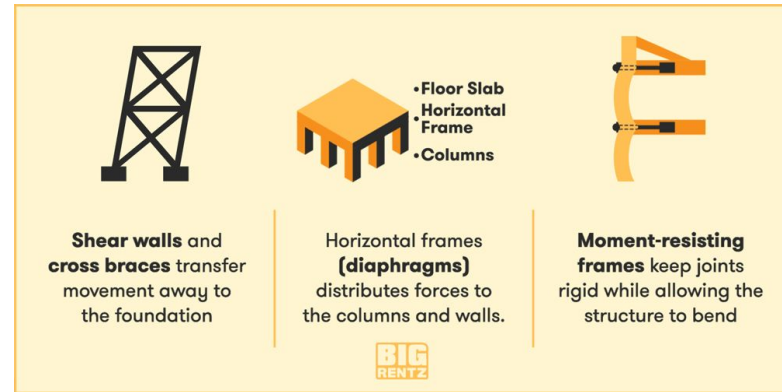 •Floor Slab
•Horizontal
Frame
•Columns
Shear walls and
cross braces transfer
movement away to
the foundation
Horizontal frames
(diaphragms)
distributes forces to
the columns and walls.
Moment-resisting
frames keep joints
rigid while allowing the
structure to bend
BIG
RENTZ